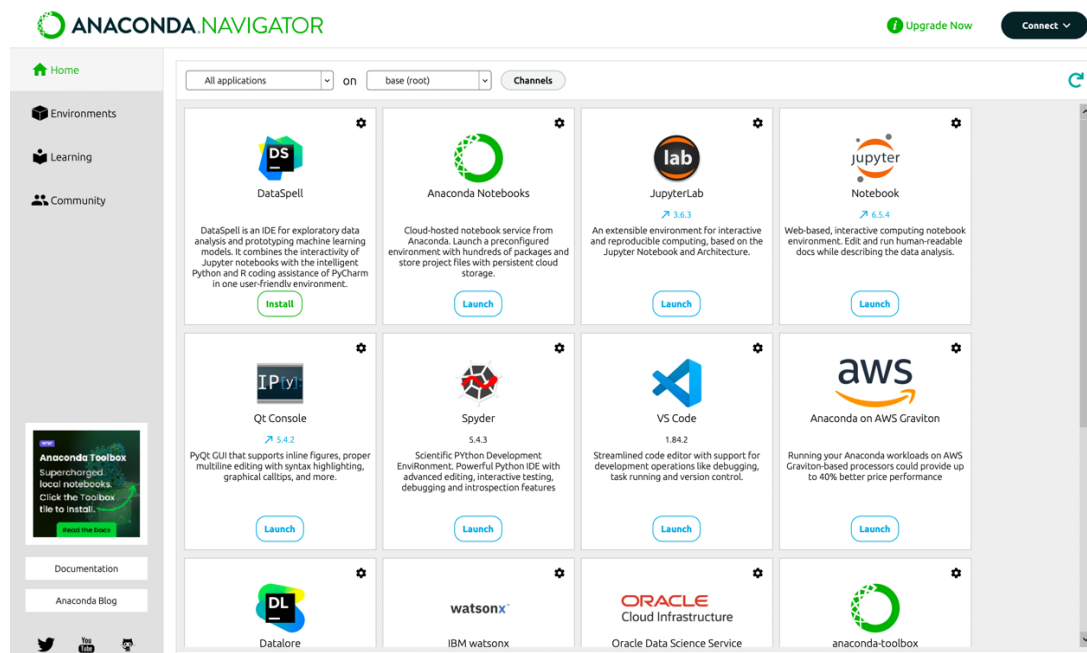 ANACONDA.NAVIGATOR
i Upgrade Now
Connect
Home
Environments
Learning
Community
All applications
on
base (root)
Channels
DS
DataSpell
DataSpell is an IDE for exploratory data
analysis and prototyping machine learning
models. It combines the interactivity of
Jupyter notebooks with the intelligent
Python and R coding assistance of PyCharm
in one user-friendly environment.
Install
Anaconda Notebooks
Cloud-hosted notebook service from
Anaconda. Launch a preconfigured
environment with hundreds of packages and
store project files with persistent cloud
storage.
Launch
lab
JupyterLab
3.6.3
An extensible environment for interactive
and reproducible computing, based on the
Jupyter Notebook and Architecture.
Launch
jupyter
Notebook
6.5.4
Web-based, interactive computing notebook
environment. Edit and run human-readable
docs while describing the data analysis.
Launch
IP[y]:
Qt Console
5.4.2
PyQt GUI that supports inline figures, proper
multiline editing with syntax highlighting,
graphical calltips, and more.
Launch
Spyder
5.4.3
Scientific PYthon Development
EnviRonment. Powerful Python IDE with
advanced editing, interactive testing,
debugging and introspection features
Launch
VS Code
1.84.2
Streamlined code editor with support for
development operations like debugging,
task running and version control.
Launch
aws
Anaconda on AWS Graviton
Running your Anaconda workloads on AWS
Graviton-based processors could provide up
to 40% better price performance
Launch
DL
Datalore
watsonx
IBM watsonx
ORACLE
Cloud Infrastructure
Oracle Data Science Service
anaconda-toolbox
NEW
Anaconda Toolbox
Supercharged
local notebooks.
Click the Toolbox
tile to install.
Read the Docs
Documentation
Anaconda Blog
You
Tube